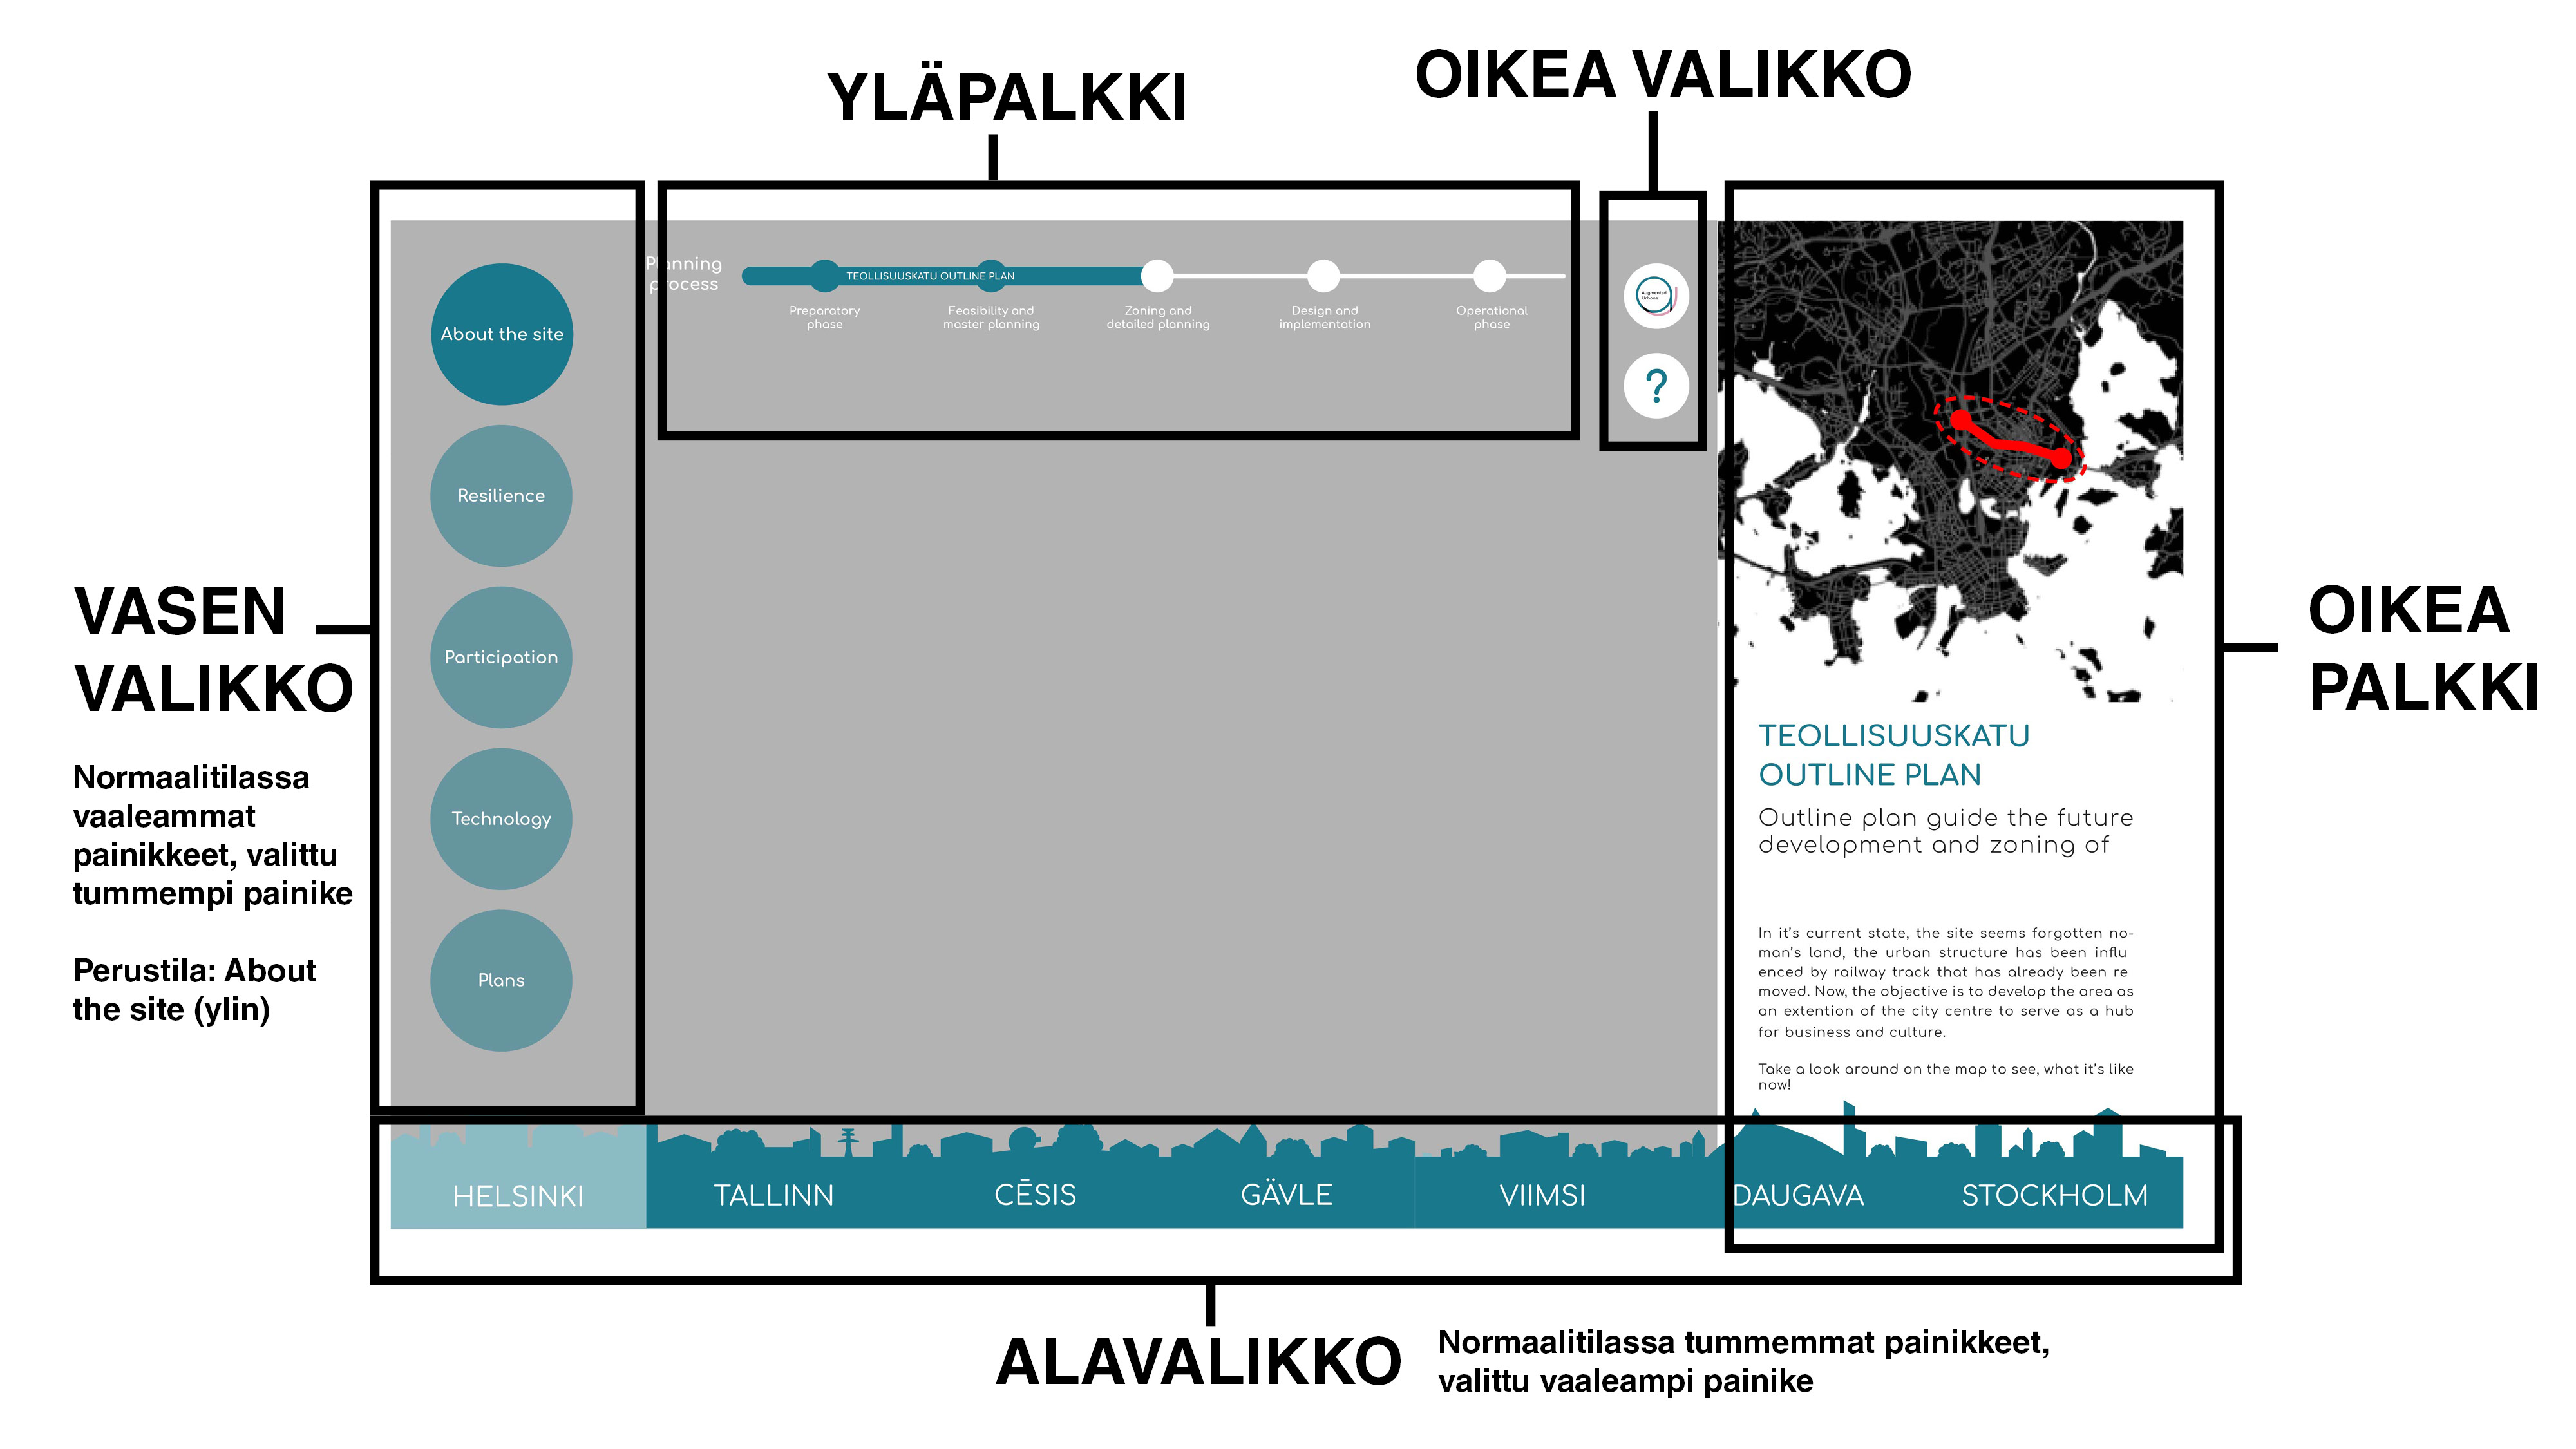 YLÄPALKKI
OIKEA VALIKKO
VASEN
VALIKKO
Normaalitilassa
vaaleammat
painikkeet, valittu
tummempi painike
Perustila: About
the site (ylin)
About the site
Resilience
Participation
Technology
Plans
Planning
process
TEOLLISUUSKATU OUTLINE PLAN
Preparatory
phase
Feasibility and
master planning
Zoning and
detailed planning
Design and
implementation
Operational
phase
Augmented
Urbans
?
OIKEA
PALKKI
TEOLLISUUSKATU
OUTLINE PLAN
Outline plan guide the future
development and zoning of
In it's current state, the site seems forgotten no-
man's land, the urban structure has been influ
enced by railway track that has already been re
moved. Now, the objective is to develop the area as
an extention of the city centre to serve as a hub
for business and culture.
Take a look around on the map to see, what it's like
now!
HELSINKI
TALLINN
CĒSIS
GÄVLE
VIIMSI
DAUGAVA
STOCKHOLM
ALAVALIKKO
Normaalitilassa tummemmat painikkeet,
valittu vaaleampi painike